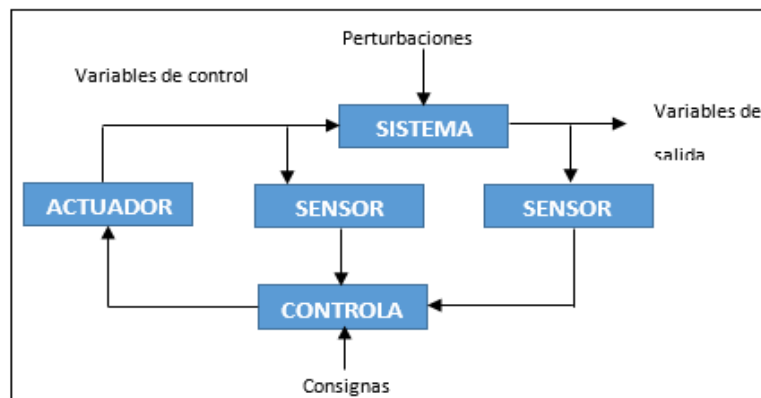 Perturbaciones
Variables de control
SISTEMA
Variables de
salida
ACTUADOR
SENSOR
SENSOR
CONTROLA
Consignas